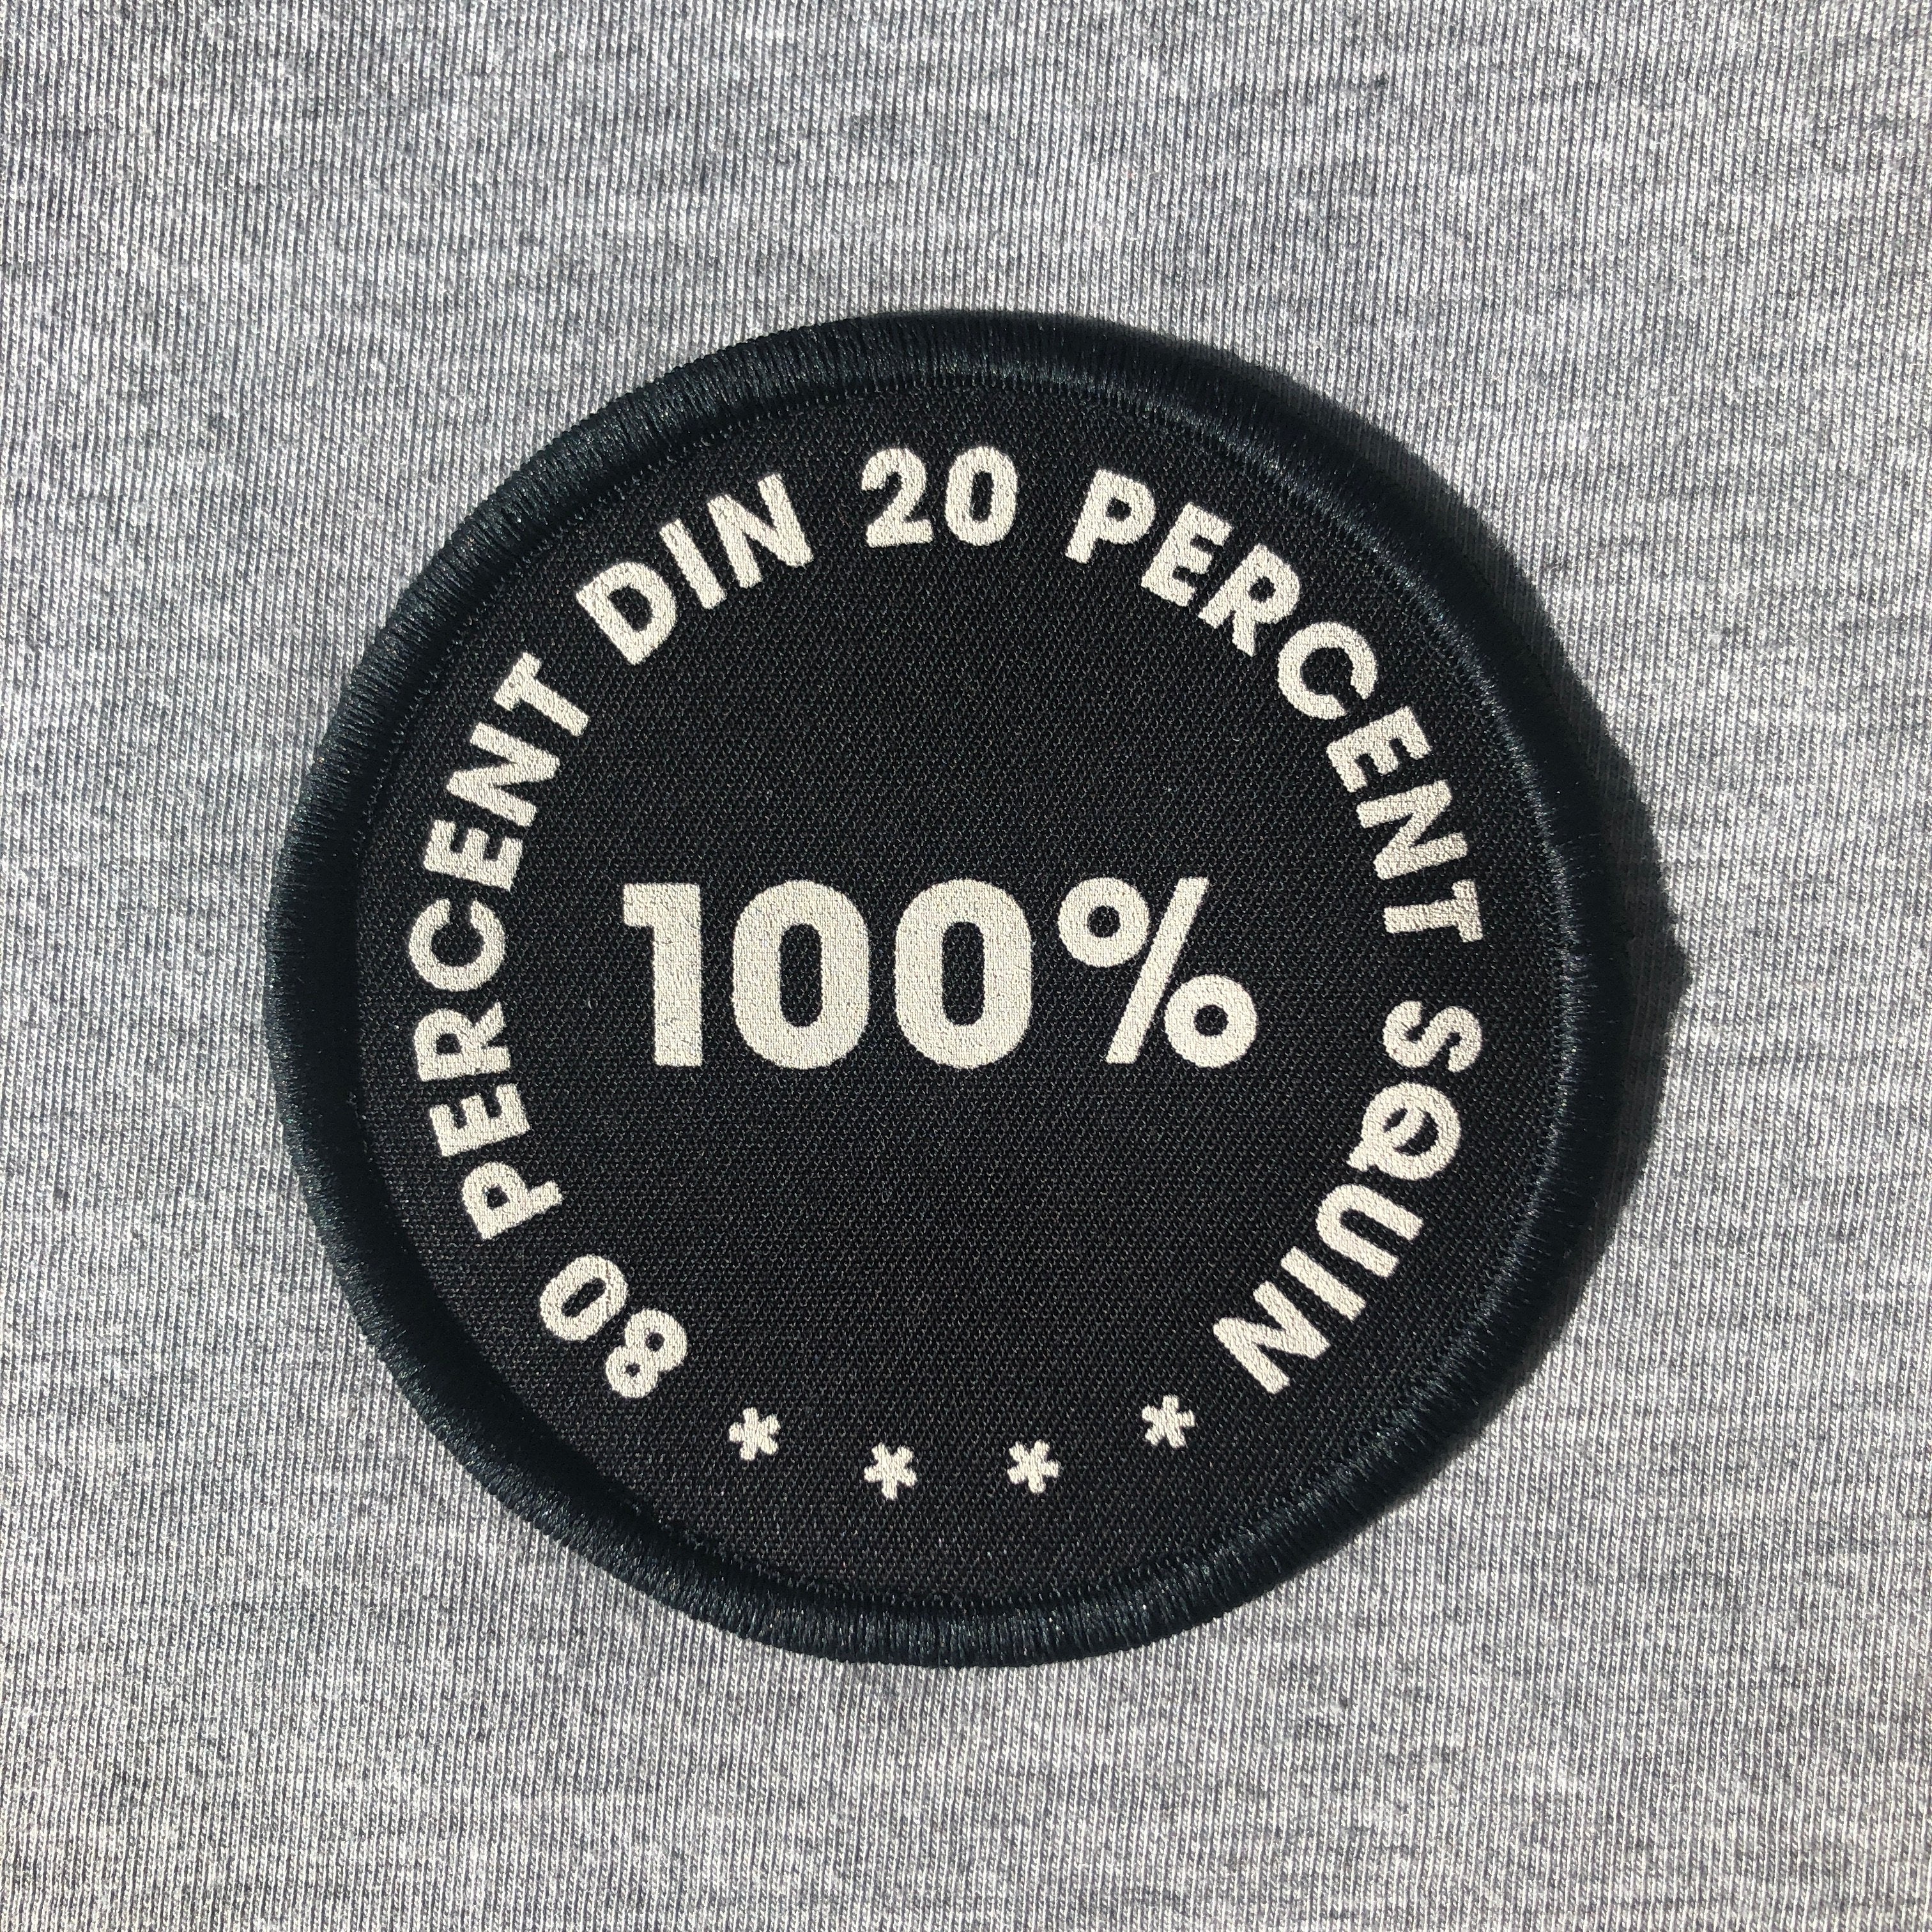 80 PERCENT DIN 20 PERCENT SQUIN
100%
* * * *